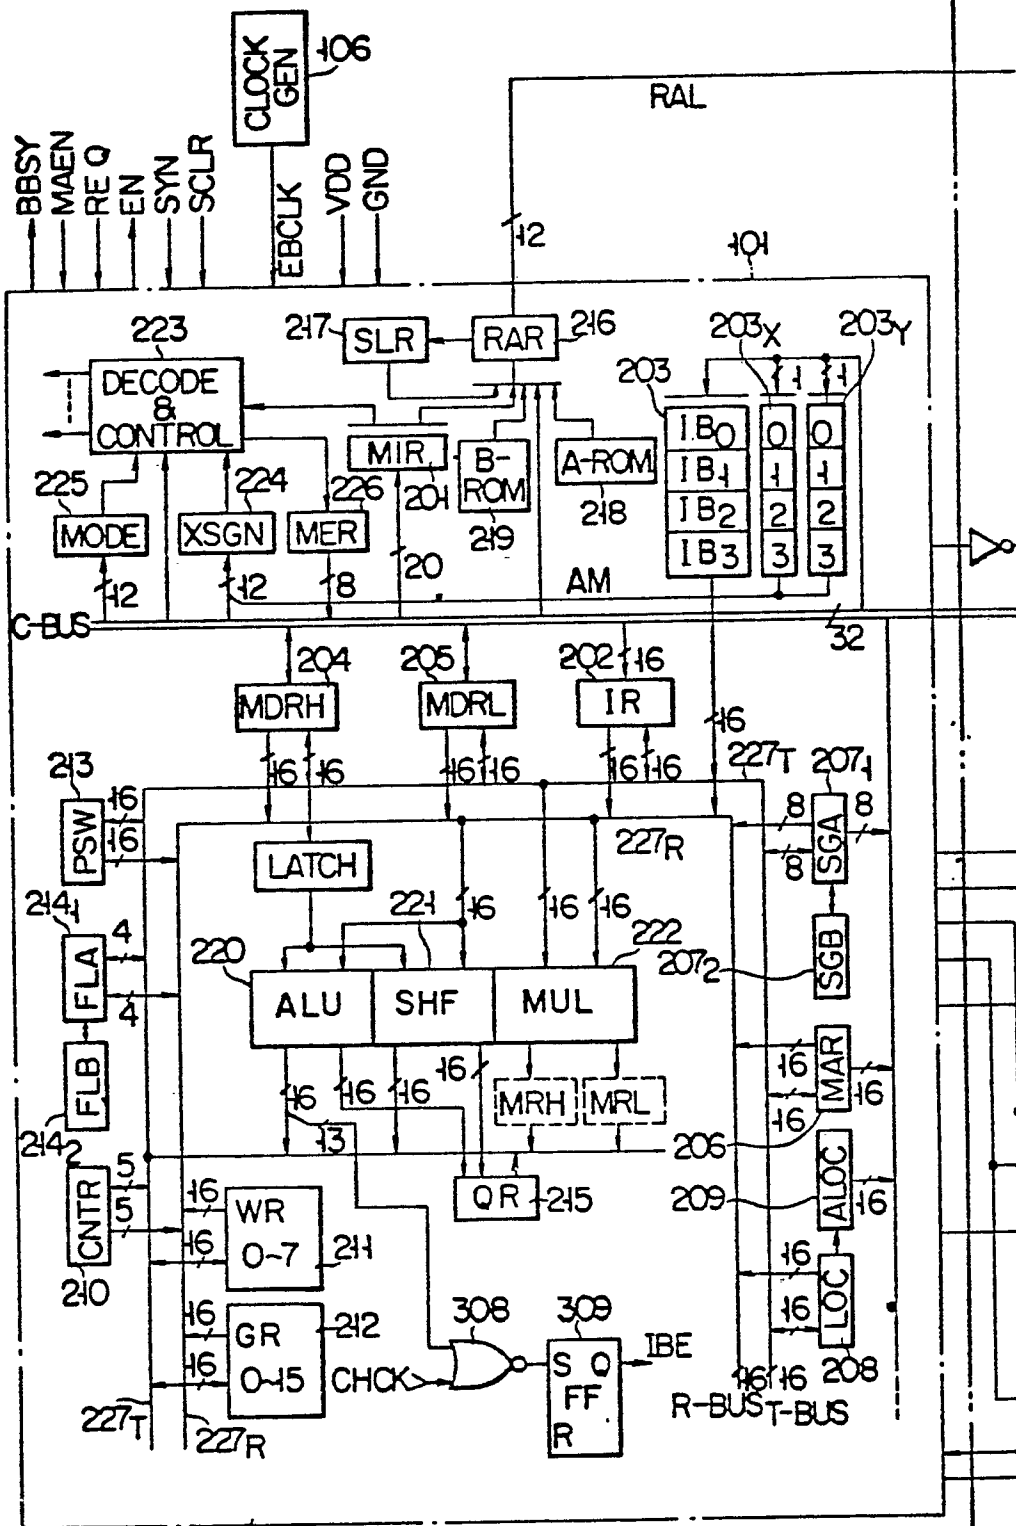 CLOCK GEN
106
RAL
BBSY
MAEN
REQ
EN
SYN
SCLR
EBCLK
VDD
GND
12
101
223
217
SLR
RAR
216
203X
203Y
203
1
1
DECODE
&
CONTROL
MIR
201
B-
ROM
219
A-ROM
218
IB0
0
0
IB1
1
1
IB2
2
2
IB3
3
3
225
224
226
MODE
XSGN
MER
12
12
8
20
AM
C-BUS
32
204
205
202
16
MDRH
MDRL
IR
16
16
16
16
16
16
16
213
PSW
16
16
227T
2071
8
SGA
8
8
227R
LATCH
2141
221
16
16
16
4
FLA
4
220
222
2072
SGB
ALU
SHF
MUL
FLB
2142
16
16
16
16
MRH
MRL
16
MAR
16
16
13
206
5
CNTR
5
210
QR
215
209
ALOC
16
16
WR
0-7
211
16
16
LOC
16
208
16
GR
0-15
212
16
308
309
CHCK
S Q
FF
R
IBE
16
16
R-BUS
T-BUS
227T
227R